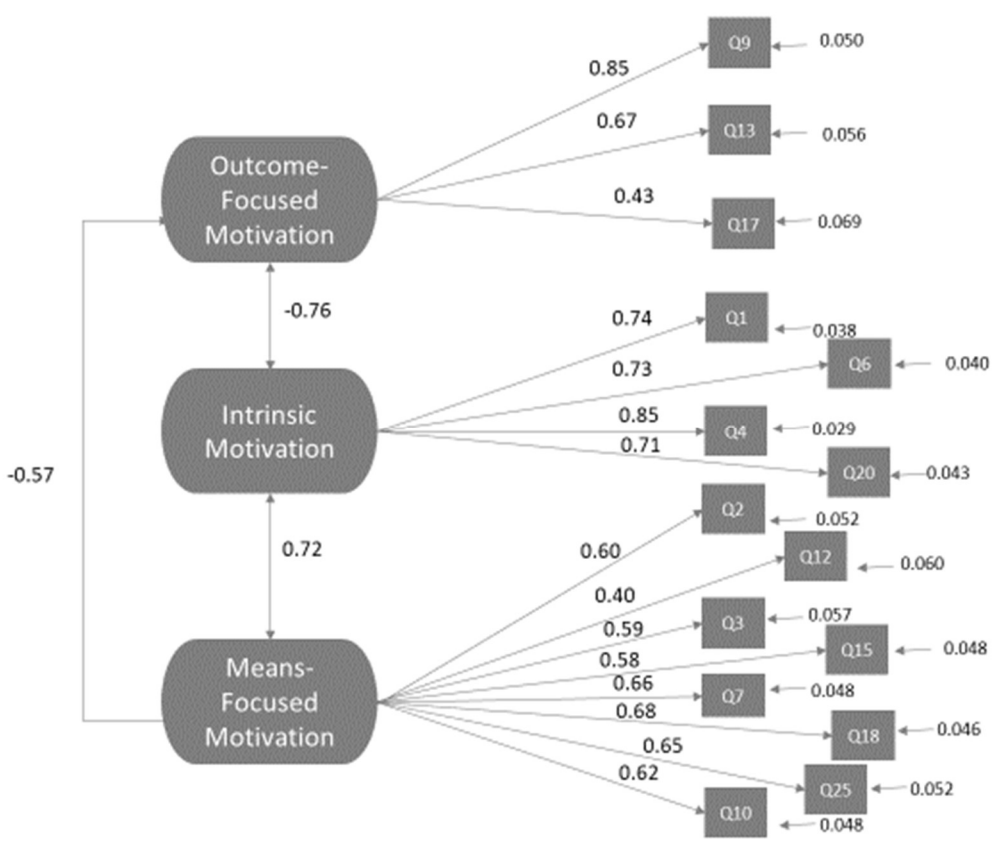 Q9
0.050
0.85
0.67
Q13
0.056
Outcome-
Focused
Motivation
0.43
Q17
0.069
-0.76
0.74
Q1
0.038
0.73
Q6
0.040
Intrinsic
Motivation
0.85
Q4
0.029
0.71
Q20
0.043
-0.57
0.72
Q2
0.052
0.60
Q12
0.060
0.40
0.59
Q3
0.057
0.58
Q15
0.048
Means-
Focused
Motivation
0.66
Q7
0.048
0.68
Q18
0.046
0.65
Q25
0.052
0.62
Q10
0.048